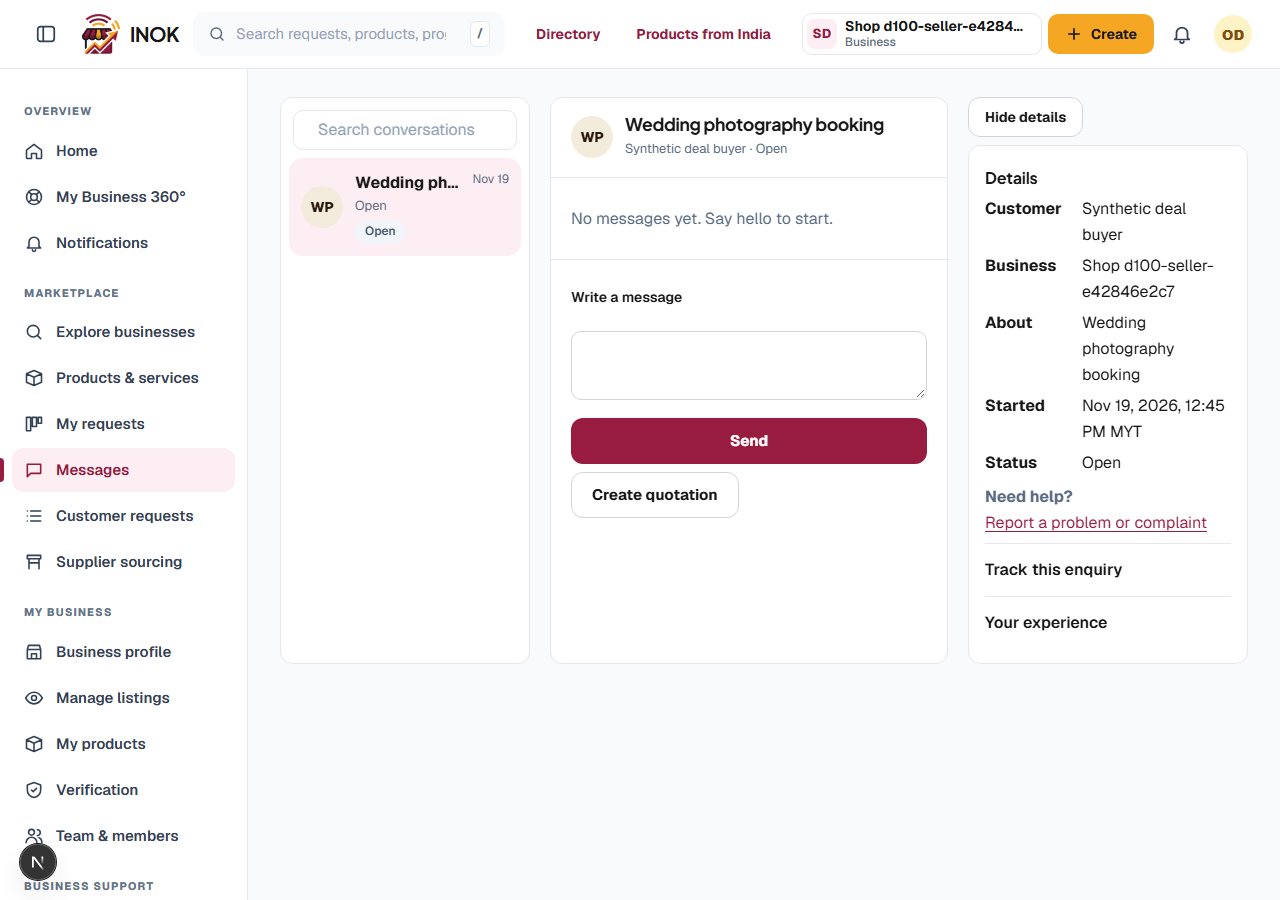 INOK
Search requests, products, pro
/
Directory
Products from India
SD
Shop d100-seller-e4284...
Business
Create
OD
OVERVIEW
Home
My Business 360°
Notifications
MARKETPLACE
Explore businesses
Products & services
My requests
Messages
Customer requests
Supplier sourcing
MY BUSINESS
Business profile
Manage listings
My products
Verification
Team & members
N
BUSINESS SUPPORT
Search conversations
WP
Wedding ph...
Nov 19
Open
Open
WP
Wedding photography booking
Synthetic deal buyer · Open
No messages yet. Say hello to start.
Write a message
Send
Create quotation
Hide details
Details
Customer Synthetic deal
buyer
Business Shop d100-seller-
e42846e2c7
About Wedding
photography
booking
Started Nov 19, 2026, 12:45
PM MYT
Status Open
Need help?
Report a problem or complaint
Track this enquiry
Your experience